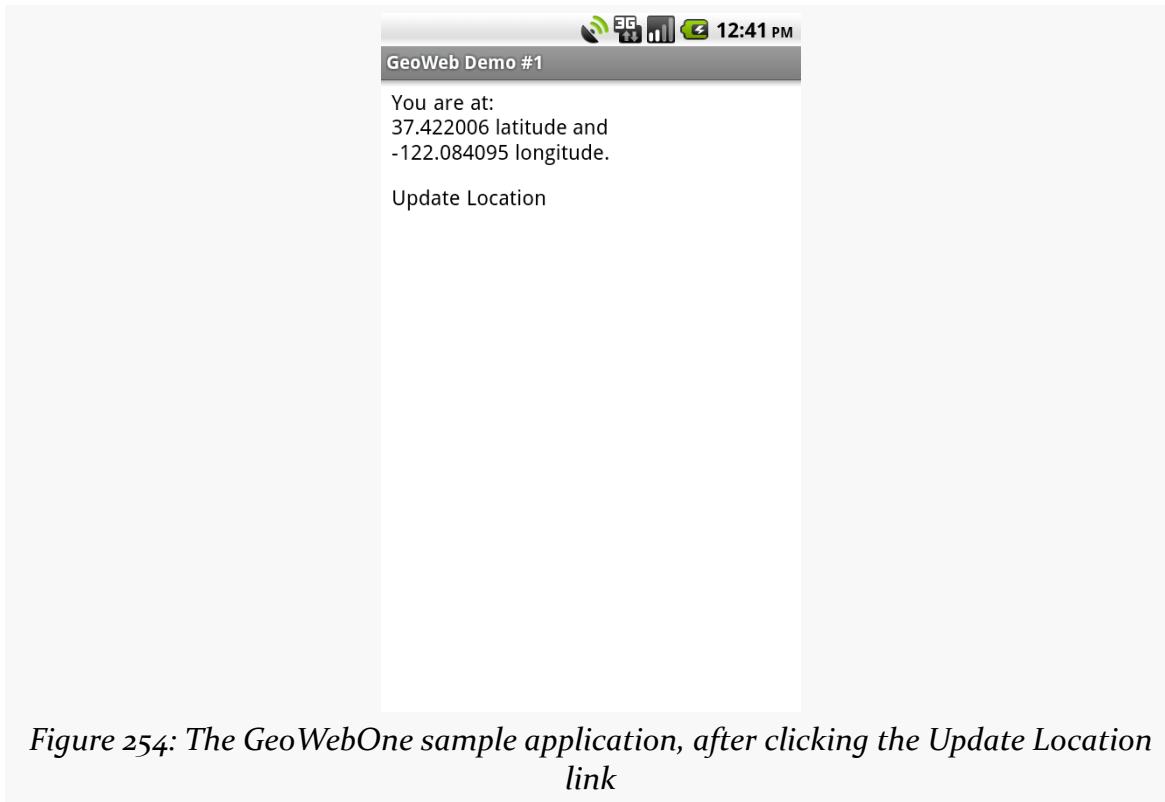 3G
12:41 PM
GeoWeb Demo #1
You are at:
37.422006 latitude and
-122.084095 longitude.
Update Location
Figure 254: The GeoWebOne sample application, after clicking the Update Location
link